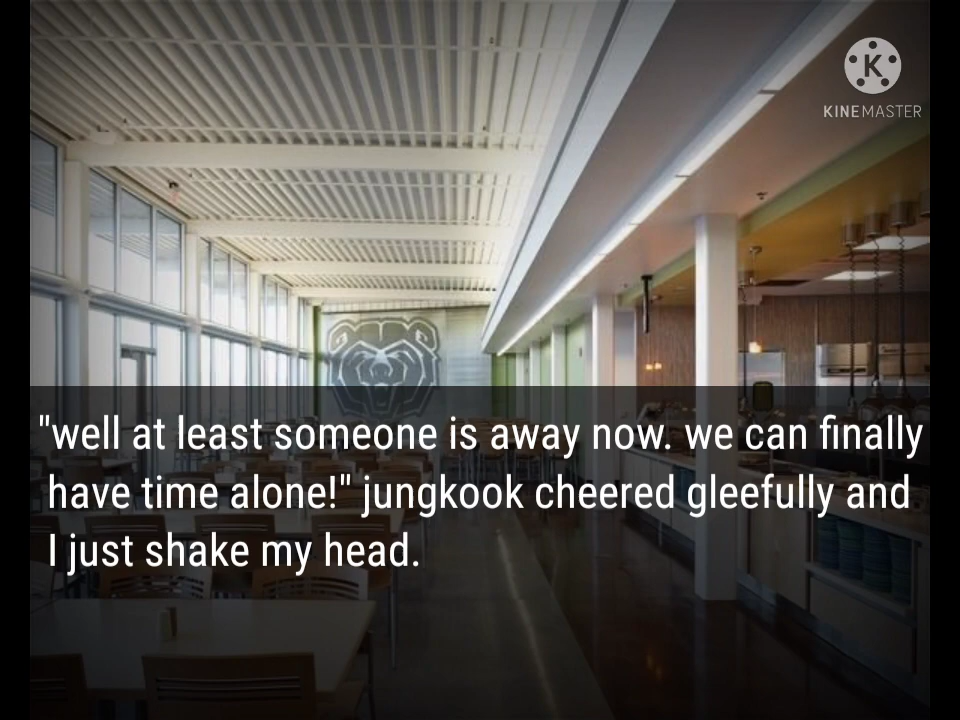 K
KINEMASTER
"well at least someone is away now. we can finally
have time alone!" jungkook cheered gleefully and
I just shake my head.